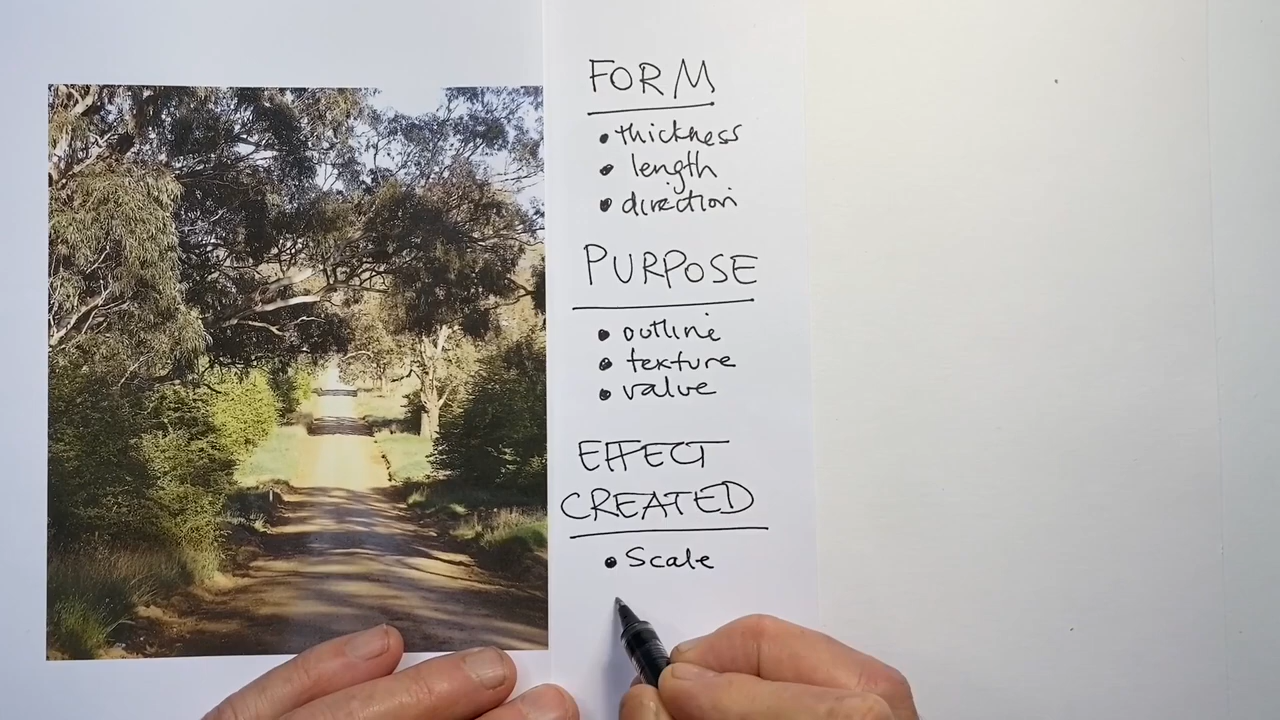 FORM
• thickness
• length
• direction
PURPOSE
• outline
• texture
• value
EFFECT
CREATED
• Scale